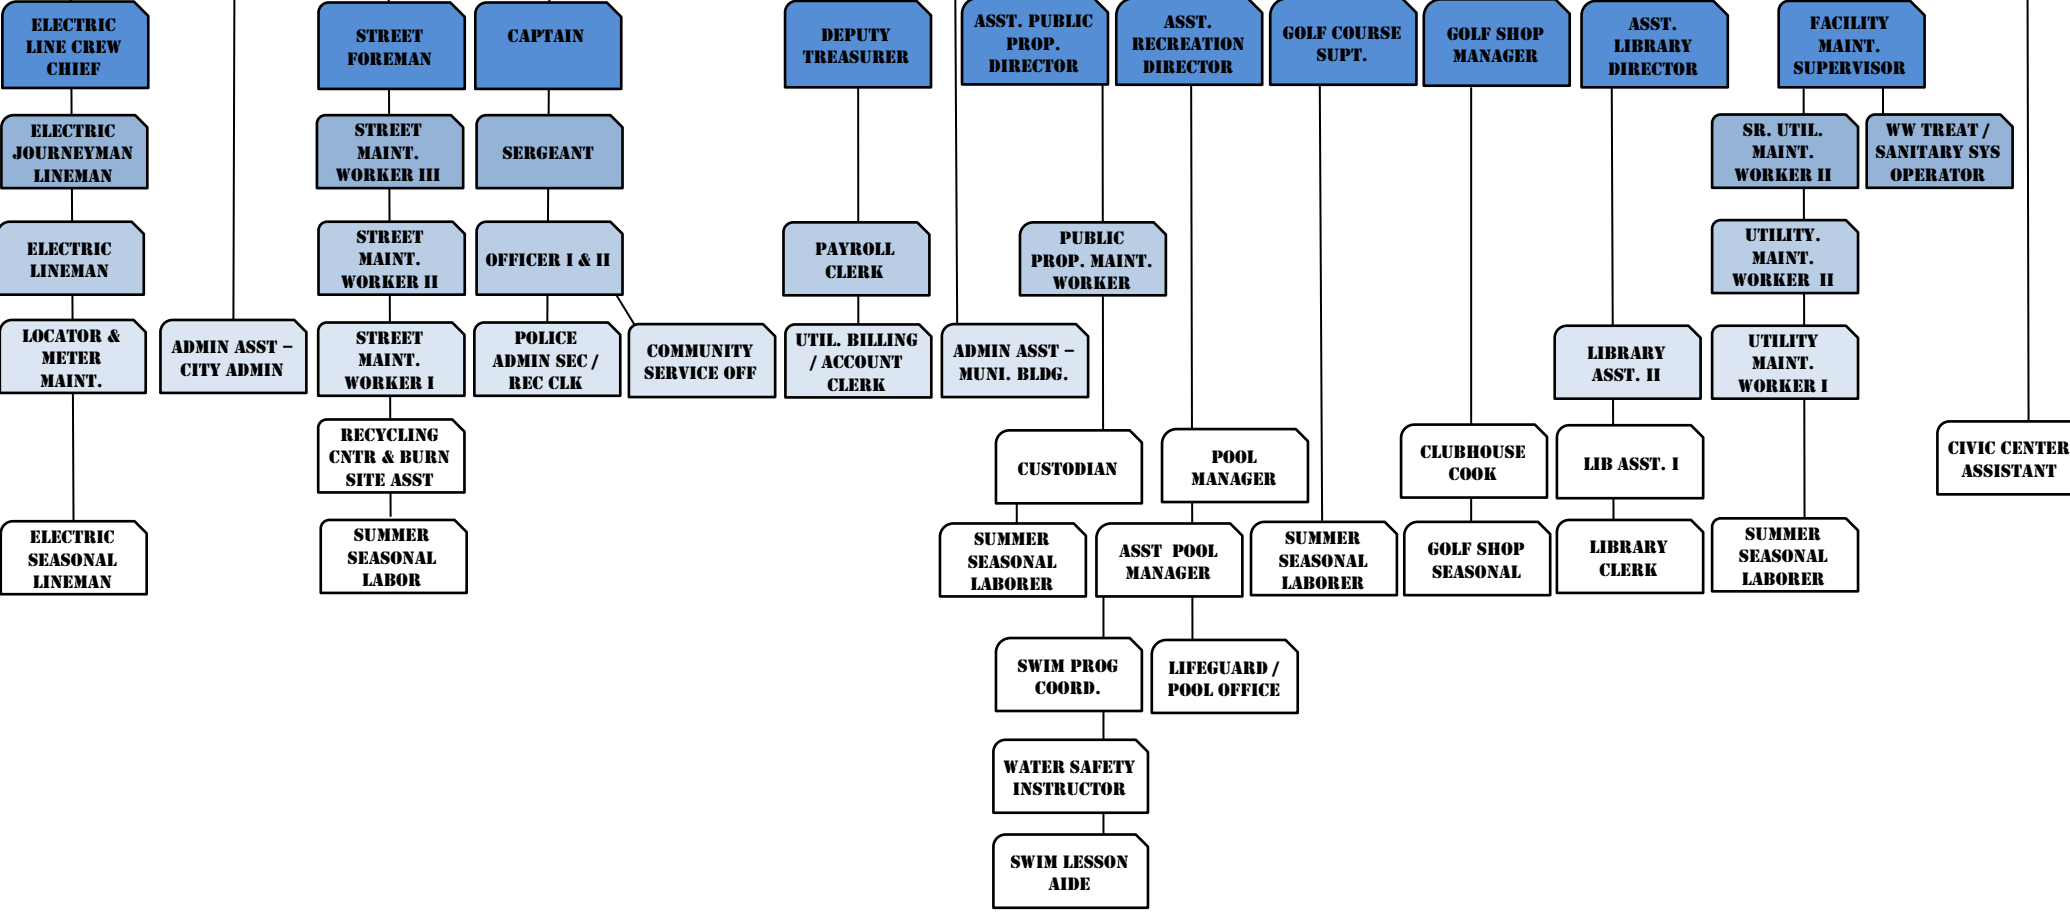 ELECTRIC
LINE CREW
CHIEF
STREET
FOREMAN
CAPTAIN
DEPUTY
TREASURER
ASST. PUBLIC
PROP.
DIRECTOR
ASST.
RECREATION
DIRECTOR
GOLF COURSE
SUPT.
GOLF SHOP
MANAGER
ASST.
LIBRARY
DIRECTOR
FACILITY
MAINT.
SUPERVISOR
ELECTRIC
JOURNEYMAN
LINEMAN
STREET
MAINT.
WORKER III
SERGEANT
SR. UTIL.
MAINT.
WORKER II
WW TREAT /
SANITARY SYS
OPERATOR
ELECTRIC
LINEMAN
STREET
MAINT.
WORKER II
OFFICER I & II
PAYROLL
CLERK
PUBLIC
PROP. MAINT.
WORKER
UTILITY.
MAINT.
WORKER  II
LOCATOR &
METER
MAINT.
ADMIN ASST –
CITY ADMIN
STREET
MAINT.
WORKER I
POLICE
ADMIN SEC /
REC CLK
COMMUNITY
SERVICE OFF
UTIL. BILLING
/ ACCOUNT
CLERK
ADMIN ASST –
MUNI. BLDG.
LIBRARY
ASST. II
UTILITY
MAINT.
WORKER I
RECYCLING
CNTR & BURN
SITE ASST
CUSTODIAN
POOL
MANAGER
CLUBHOUSE
COOK
LIB ASST. I
CIVIC CENTER
ASSISTANT
ELECTRIC
SEASONAL
LINEMAN
SUMMER
SEASONAL
LABOR
SUMMER
SEASONAL
LABORER
ASST  POOL
MANAGER
SUMMER
SEASONAL
LABORER
GOLF SHOP
SEASONAL
LIBRARY
CLERK
SUMMER
SEASONAL
LABORER
SWIM PROG
COORD.
LIFEGUARD /
POOL OFFICE
WATER SAFETY
INSTRUCTOR
SWIM LESSON
AIDE